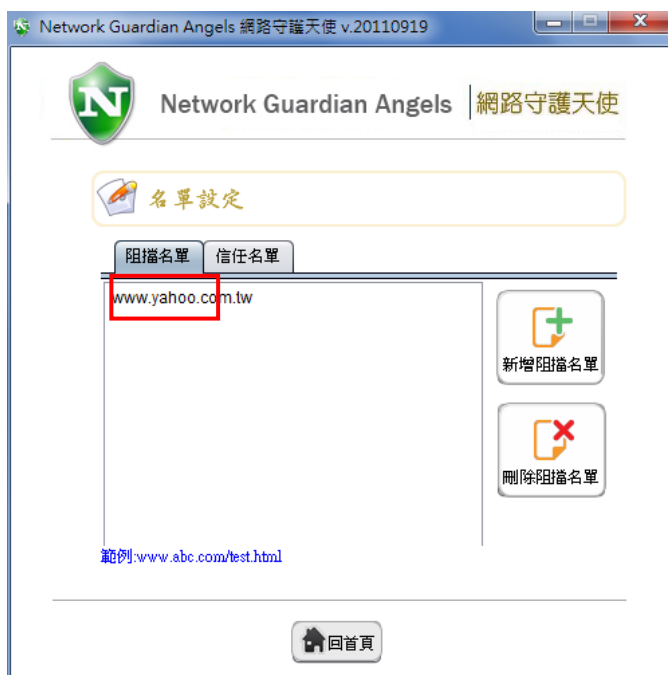 Network Guardian Angels 網路守護天使 v.20110919
N
Network Guardian Angels 網路守護天使
名單設定
阻擋名單 信任名單
www.yahoo.com.tw
新增阻擋名單
刪除阻擋名單
範例:www.abc.com/test.html
回首頁